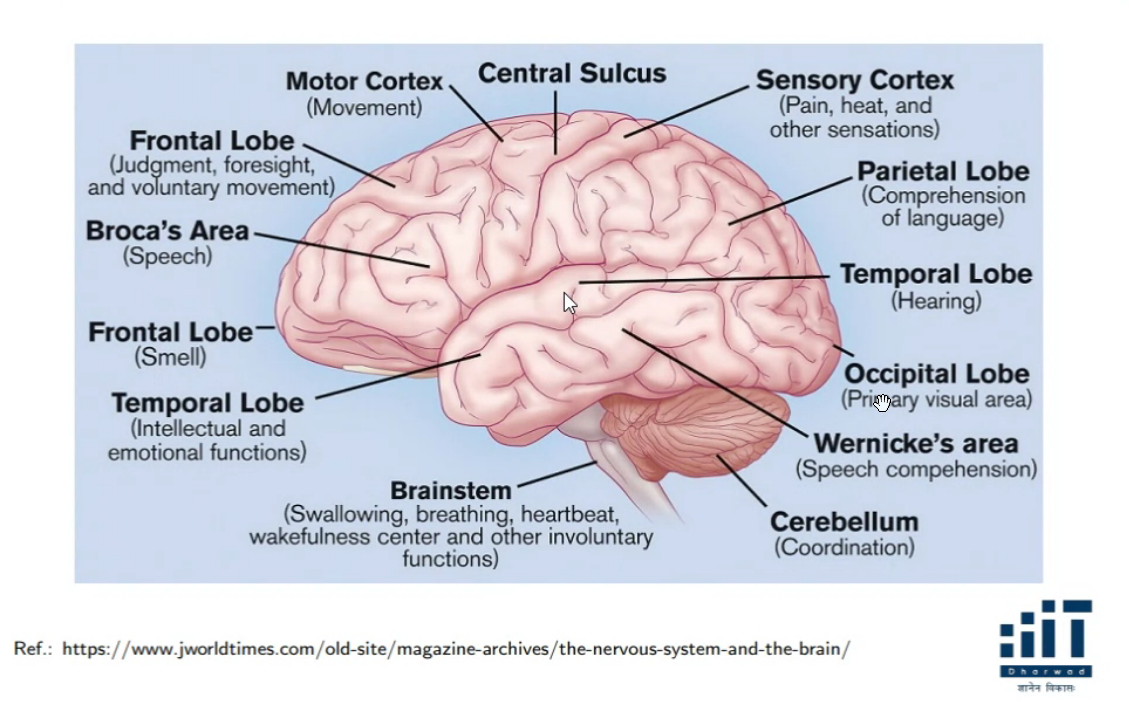 Motor Cortex
(Movement)
Central Sulcus
Sensory Cortex
(Pain, heat, and
other sensations)
Frontal Lobe
(Judgment, foresight,
and voluntary movement)
Parietal Lobe
(Comprehension
of language)
Broca's Area
(Speech)
Temporal Lobe
(Hearing)
Frontal Lobe
(Smell)
Occipital Lobe
(Primary visual area)
Temporal Lobe
(Intellectual and
emotional functions)
Wernicke's area
(Speech compehension)
Brainstem
(Swallowing, breathing, heartbeat,
wakefulness center and other involuntary
functions)
Cerebellum
(Coordination)
Ref.: https://www.jworldtimes.com/old-site/magazine-archives/the-nervous-system-and-the-brain/
iiT
Dharwad
ज्ञानेन विकासः